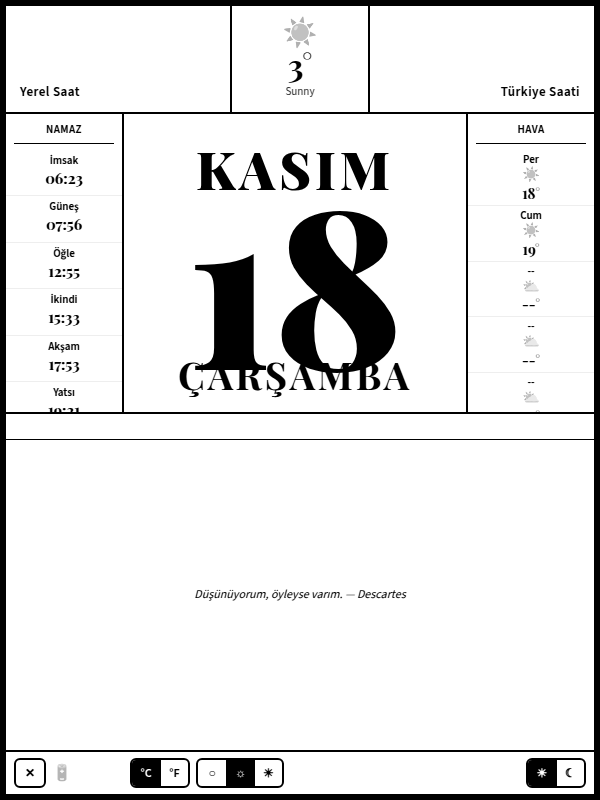 3°
Sunny
Yerel Saat
Türkiye Saati
NAMAZ
İmsak
06:23
Güneş
07:56
Öğle
12:55
İkindi
15:33
Akşam
17:53
Yatsı
KASIM
18
ÇARŞAMBA
HAVA
Per
18°
Cum
19°
--
--°
--
--°
--
Düşünüyorum, öyleyse varım. — Descartes
°C °F